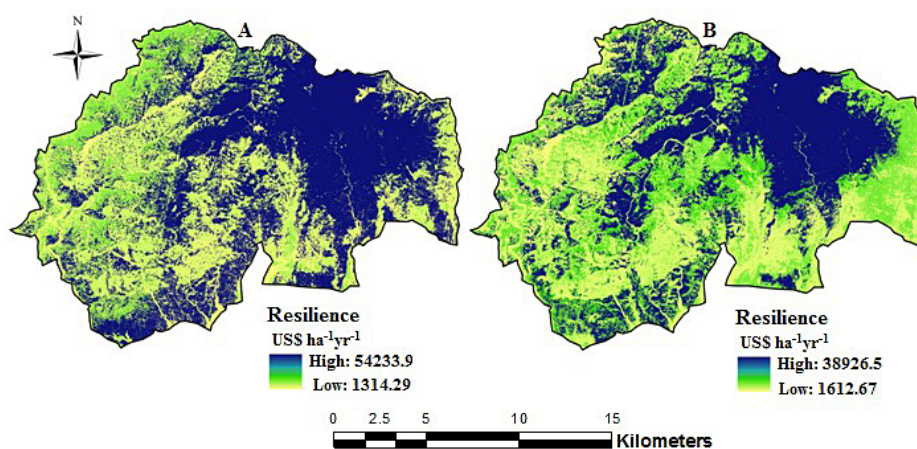 N
A
B
Resilience
US$ ha⁻¹yr⁻¹
High: 54233.9
Low: 1314.29
Resilience
US$ ha⁻¹yr⁻¹
High: 38926.5
Low: 1612.67
0 2.5 5 10 15
Kilometers